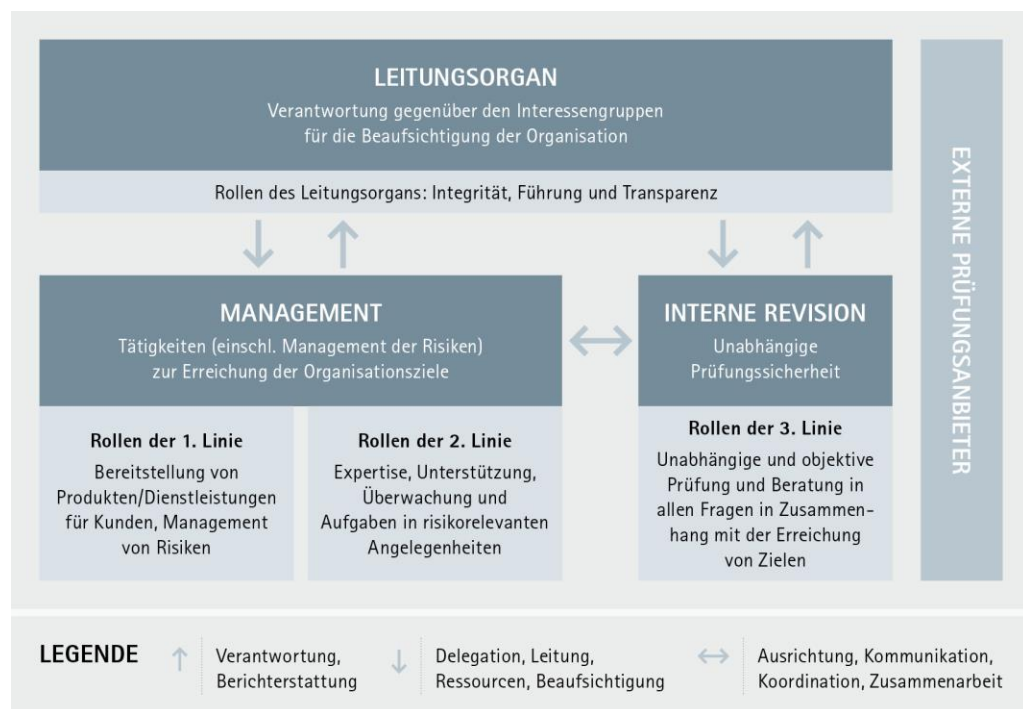 LEITUNGSORGAN
Verantwortung gegenüber den Interessengruppen
für die Beaufsichtigung der Organisation
Rollen des Leitungsorgans: Integrität, Führung und Transparenz
MANAGEMENT
Tätigkeiten (einschl. Management der Risiken)
zur Erreichung der Organisationsziele
Rollen der 1. Linie
Bereitstellung von
Produkten/Dienstleistungen
für Kunden, Management
von Risiken
Rollen der 2. Linie
Expertise, Unterstützung,
Überwachung und
Aufgaben in risikorelevanten
Angelegenheiten
INTERNE REVISION
Unabhängige
Prüfungssicherheit
Rollen der 3. Linie
Unabhängige und objektive
Prüfung und Beratung in
allen Fragen in Zusammen-
hang mit der Erreichung
von Zielen
EXTERNE PRÜFUNGSANBIETER
LEGENDE
Verantwortung,
Berichterstattung
Delegation, Leitung,
Ressourcen, Beaufsichtigung
Ausrichtung, Kommunikation,
Koordination, Zusammenarbeit